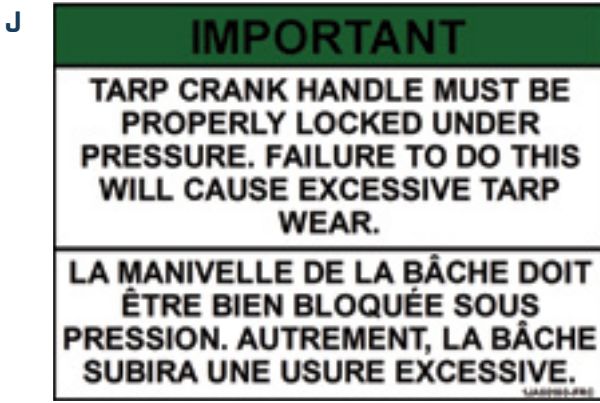 J
IMPORTANT
TARP CRANK HANDLE MUST BE
PROPERLY LOCKED UNDER
PRESSURE. FAILURE TO DO THIS
WILL CAUSE EXCESSIVE TARP
WEAR.
LA MANIVELLE DE LA BÂCHE DOIT
ÊTRE BIEN BLOQUÉE SOUS
PRESSION. AUTREMENT, LA BÂCHE
SUBIRA UNE USURE EXCESSIVE.